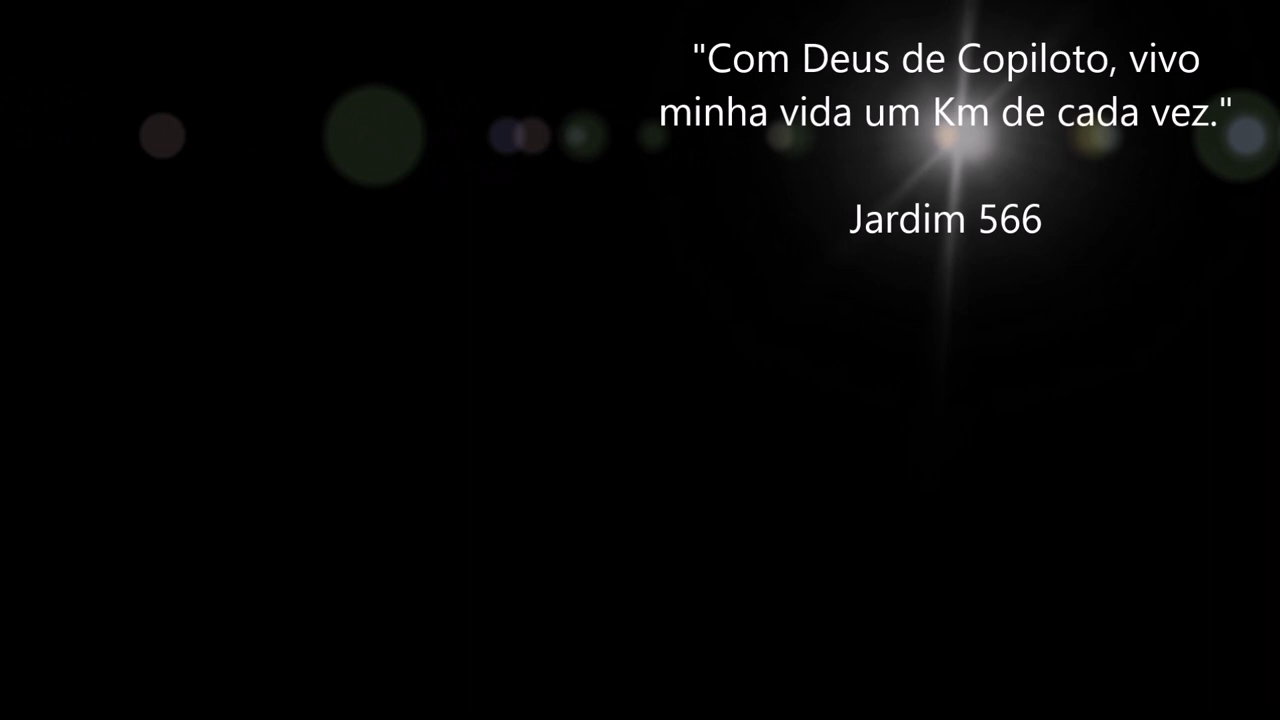 "Com Deus de Copiloto, vivo
minha vida um Km de cada vez."
Jardim 566